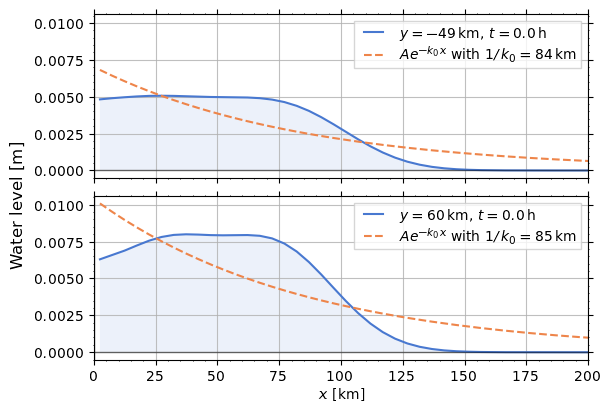 0.0100
0.0075
0.0050
0.0025
0.0000
y = −49 km, t = 0.0 h
Ae^{−k₀x} with 1/k₀ = 84 km
Water level [m]
0.0100
0.0075
0.0050
0.0025
0.0000
y = 60 km, t = 0.0 h
Ae^{−k₀x} with 1/k₀ = 85 km
0 25 50 75 100 125 150 175 200
x [km]